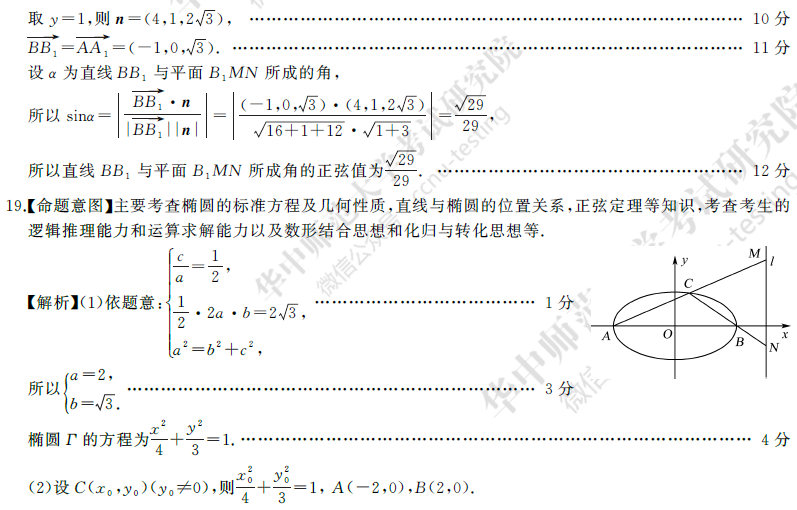 取 y=1,则 n=(4,1,2√3), …………………………………………………………………… 10 分
BB₁=AA₁=(-1,0,√3). …………………………………………………………………… 11 分
设 α 为直线 BB₁ 与平面 B₁MN 所成的角,
所以 sinα=|BB₁·n / |BB₁||n||=|(-1,0,√3)·(4,1,2√3) / √(16+1+12)·√(1+3)|=√29/29,
所以直线 BB₁ 与平面 B₁MN 所成角的正弦值为√29/29. …………………………………………… 12 分
19.【命题意图】主要考查椭圆的标准方程及几何性质,直线与椭圆的位置关系,正弦定理等知识,考查考生的
逻辑推理能力和运算求解能力以及数形结合思想和化归与转化思想等.
【解析】(1)依题意:{c/a=1/2, 1/2·2a·b=2√3, a²=b²+c², ………………………………… 1 分
所以{a=2, b=√3. ………………………………………………………… 3 分
椭圆 Γ 的方程为x²/4+y²/3=1. …………………………………………………………………… 4 分
(2)设 C(x₀,y₀)(y₀≠0),则x₀²/4+y₀²/3=1, A(-2,0),B(2,0).
y
M
l
C
A
O
B
x
N